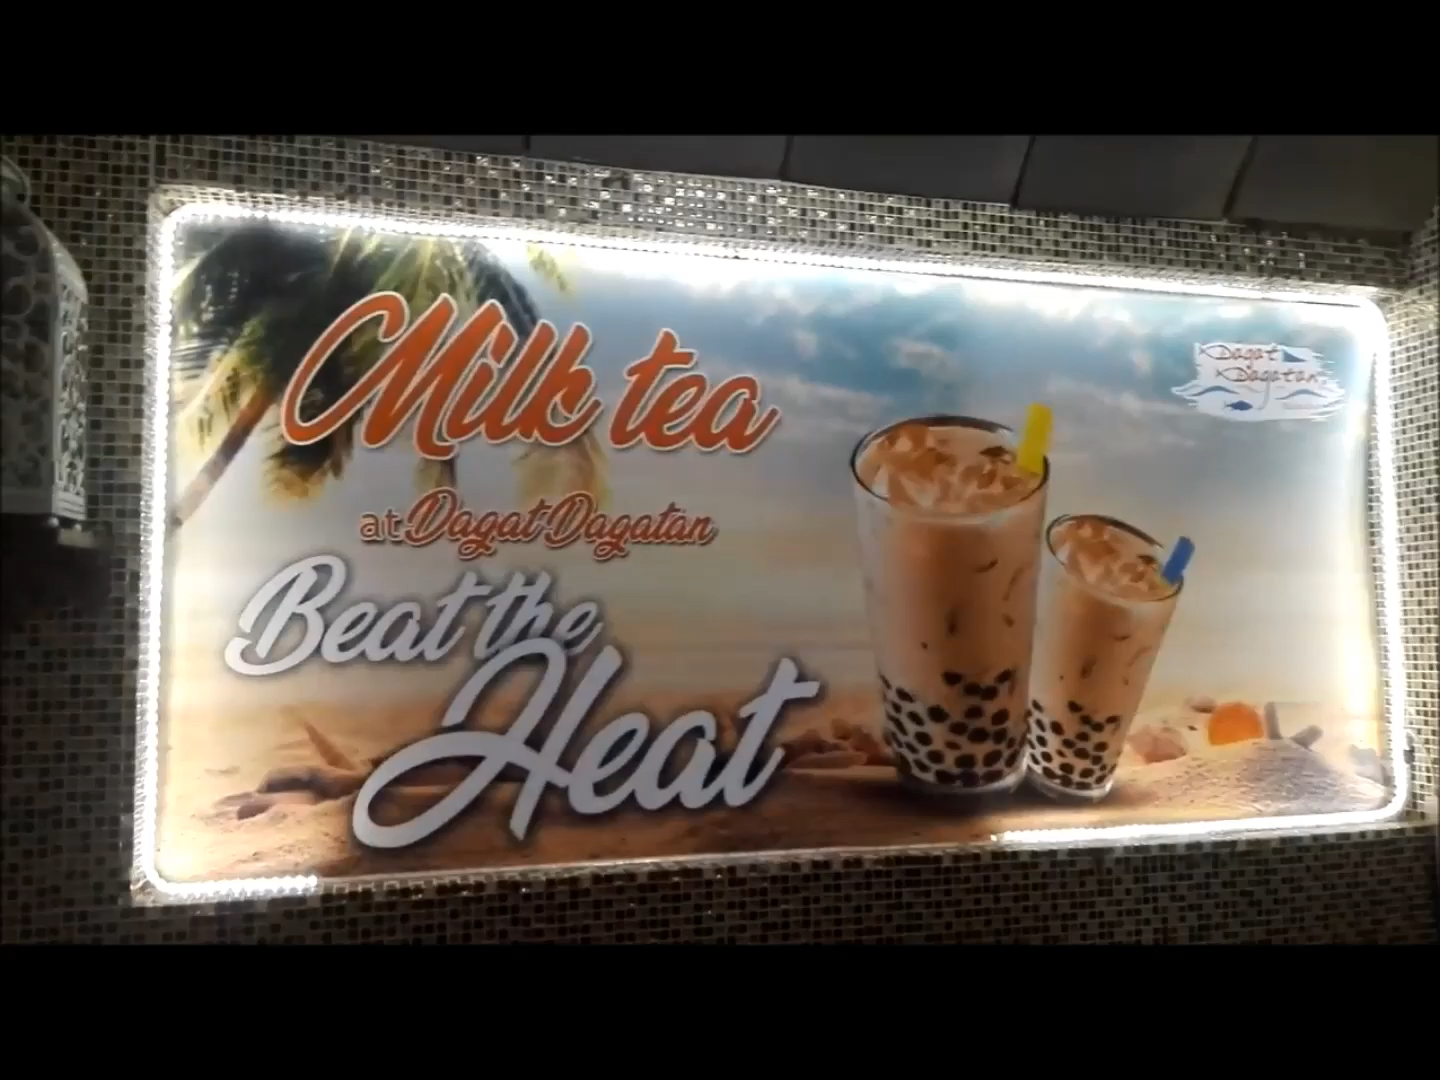 Milk tea
at Dagat Dagatan
Beat the
Heat
Dagat
Dagatan